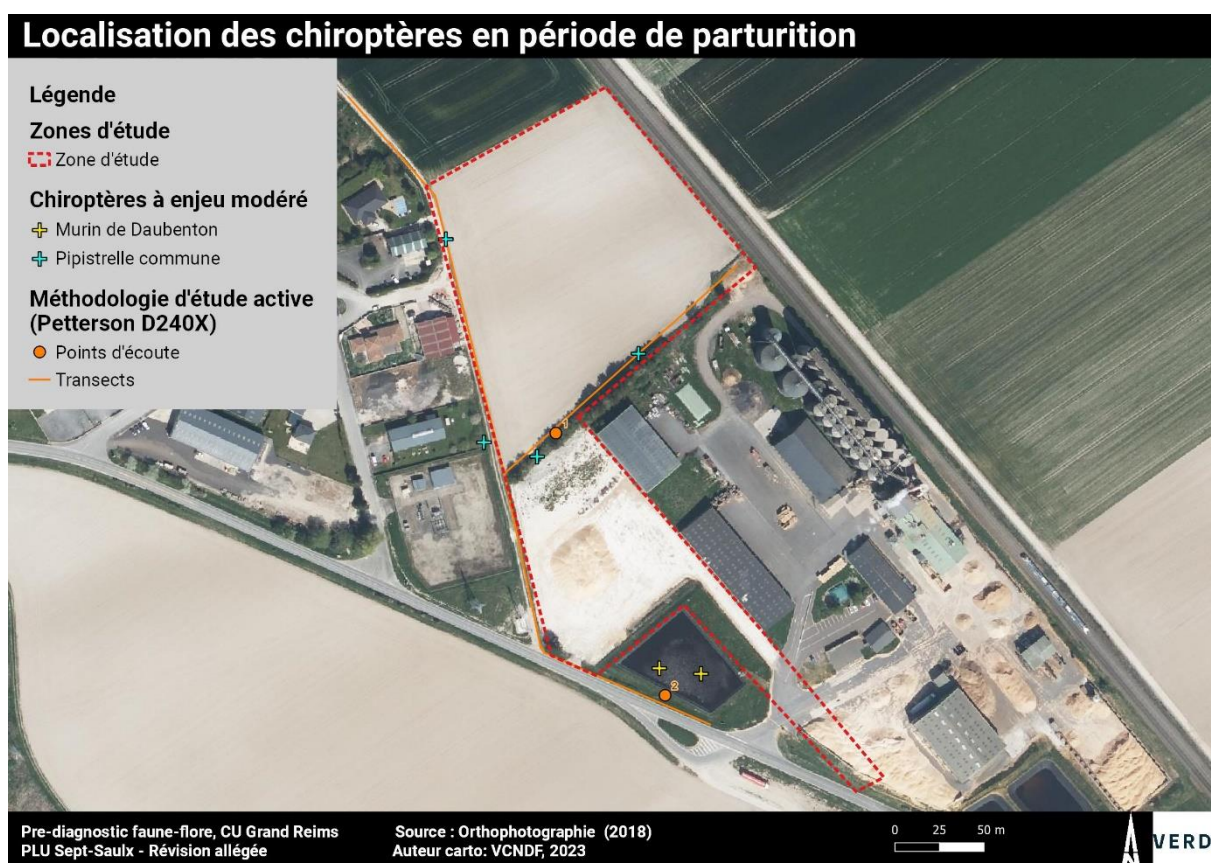 Localisation des chiroptères en période de parturition
Légende
Zones d'étude
Zone d'étude
Chiroptères à enjeu modéré
Murin de Daubenton
Pipistrelle commune
Méthodologie d'étude active
(Petterson D240X)
Points d'écoute
Transects
1
2
Pre-diagnostic faune-flore, CU Grand Reims
PLU Sept-Saulx - Révision allégée
Source : Orthophotographie (2018)
Auteur carto: VCNDF, 2023
0 25 50 m
VERD